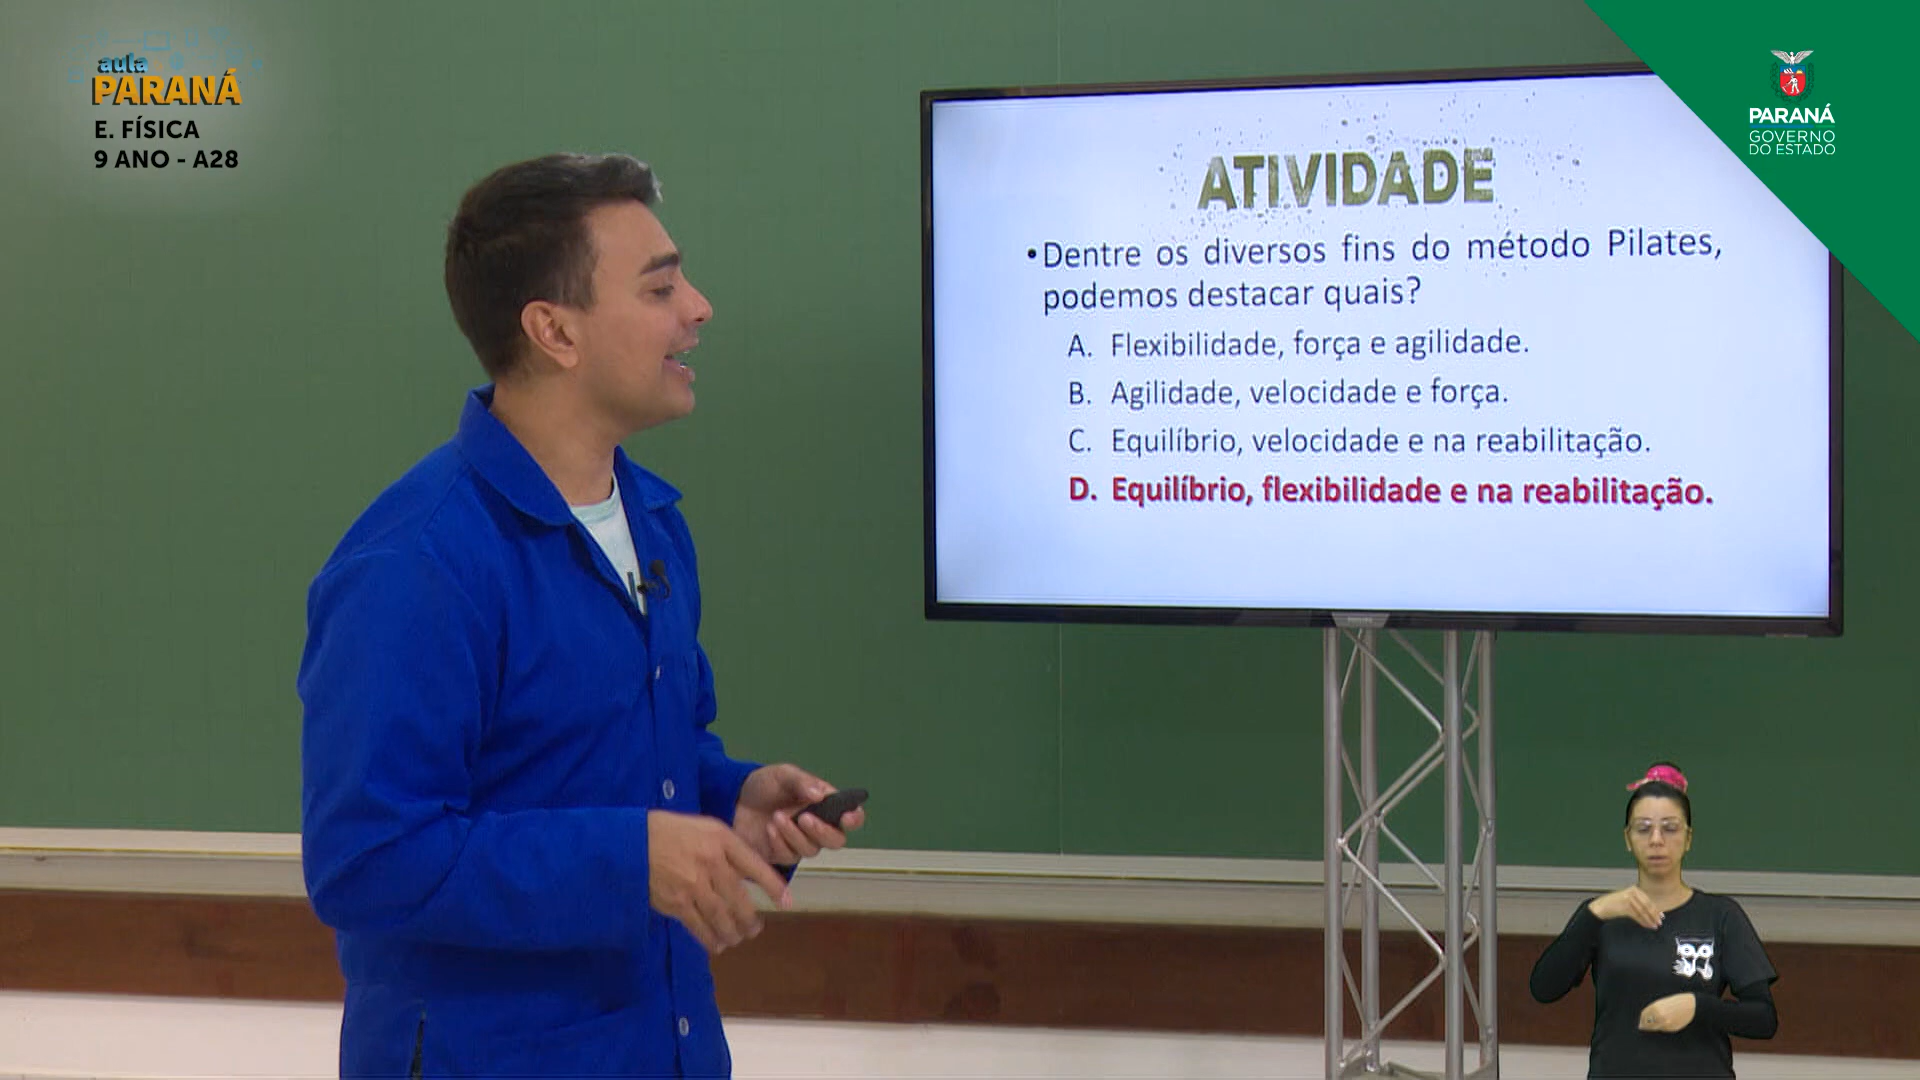 aula
PARANÁ
E. FÍSICA
9 ANO - A28
PARANÁ
GOVERNO
DO ESTADO
ATIVIDADE
•Dentre os diversos fins do método Pilates,
podemos destacar quais?
A. Flexibilidade, força e agilidade.
B. Agilidade, velocidade e força.
C. Equilíbrio, velocidade e na reabilitação.
D. Equilíbrio, flexibilidade e na reabilitação.